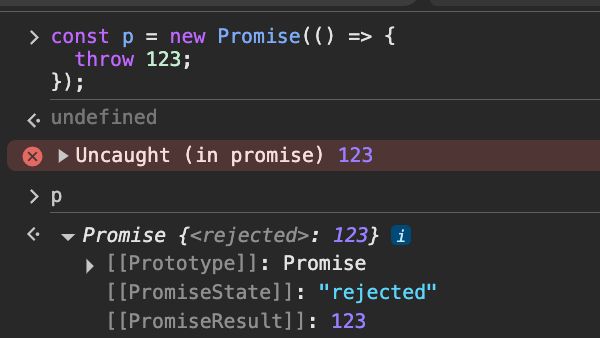 const p = new Promise(() => {
  throw 123;
});
undefined
Uncaught (in promise) 123
p
Promise {<rejected>: 123} i
[[Prototype]]: Promise
[[PromiseState]]: "rejected"
[[PromiseResult]]: 123